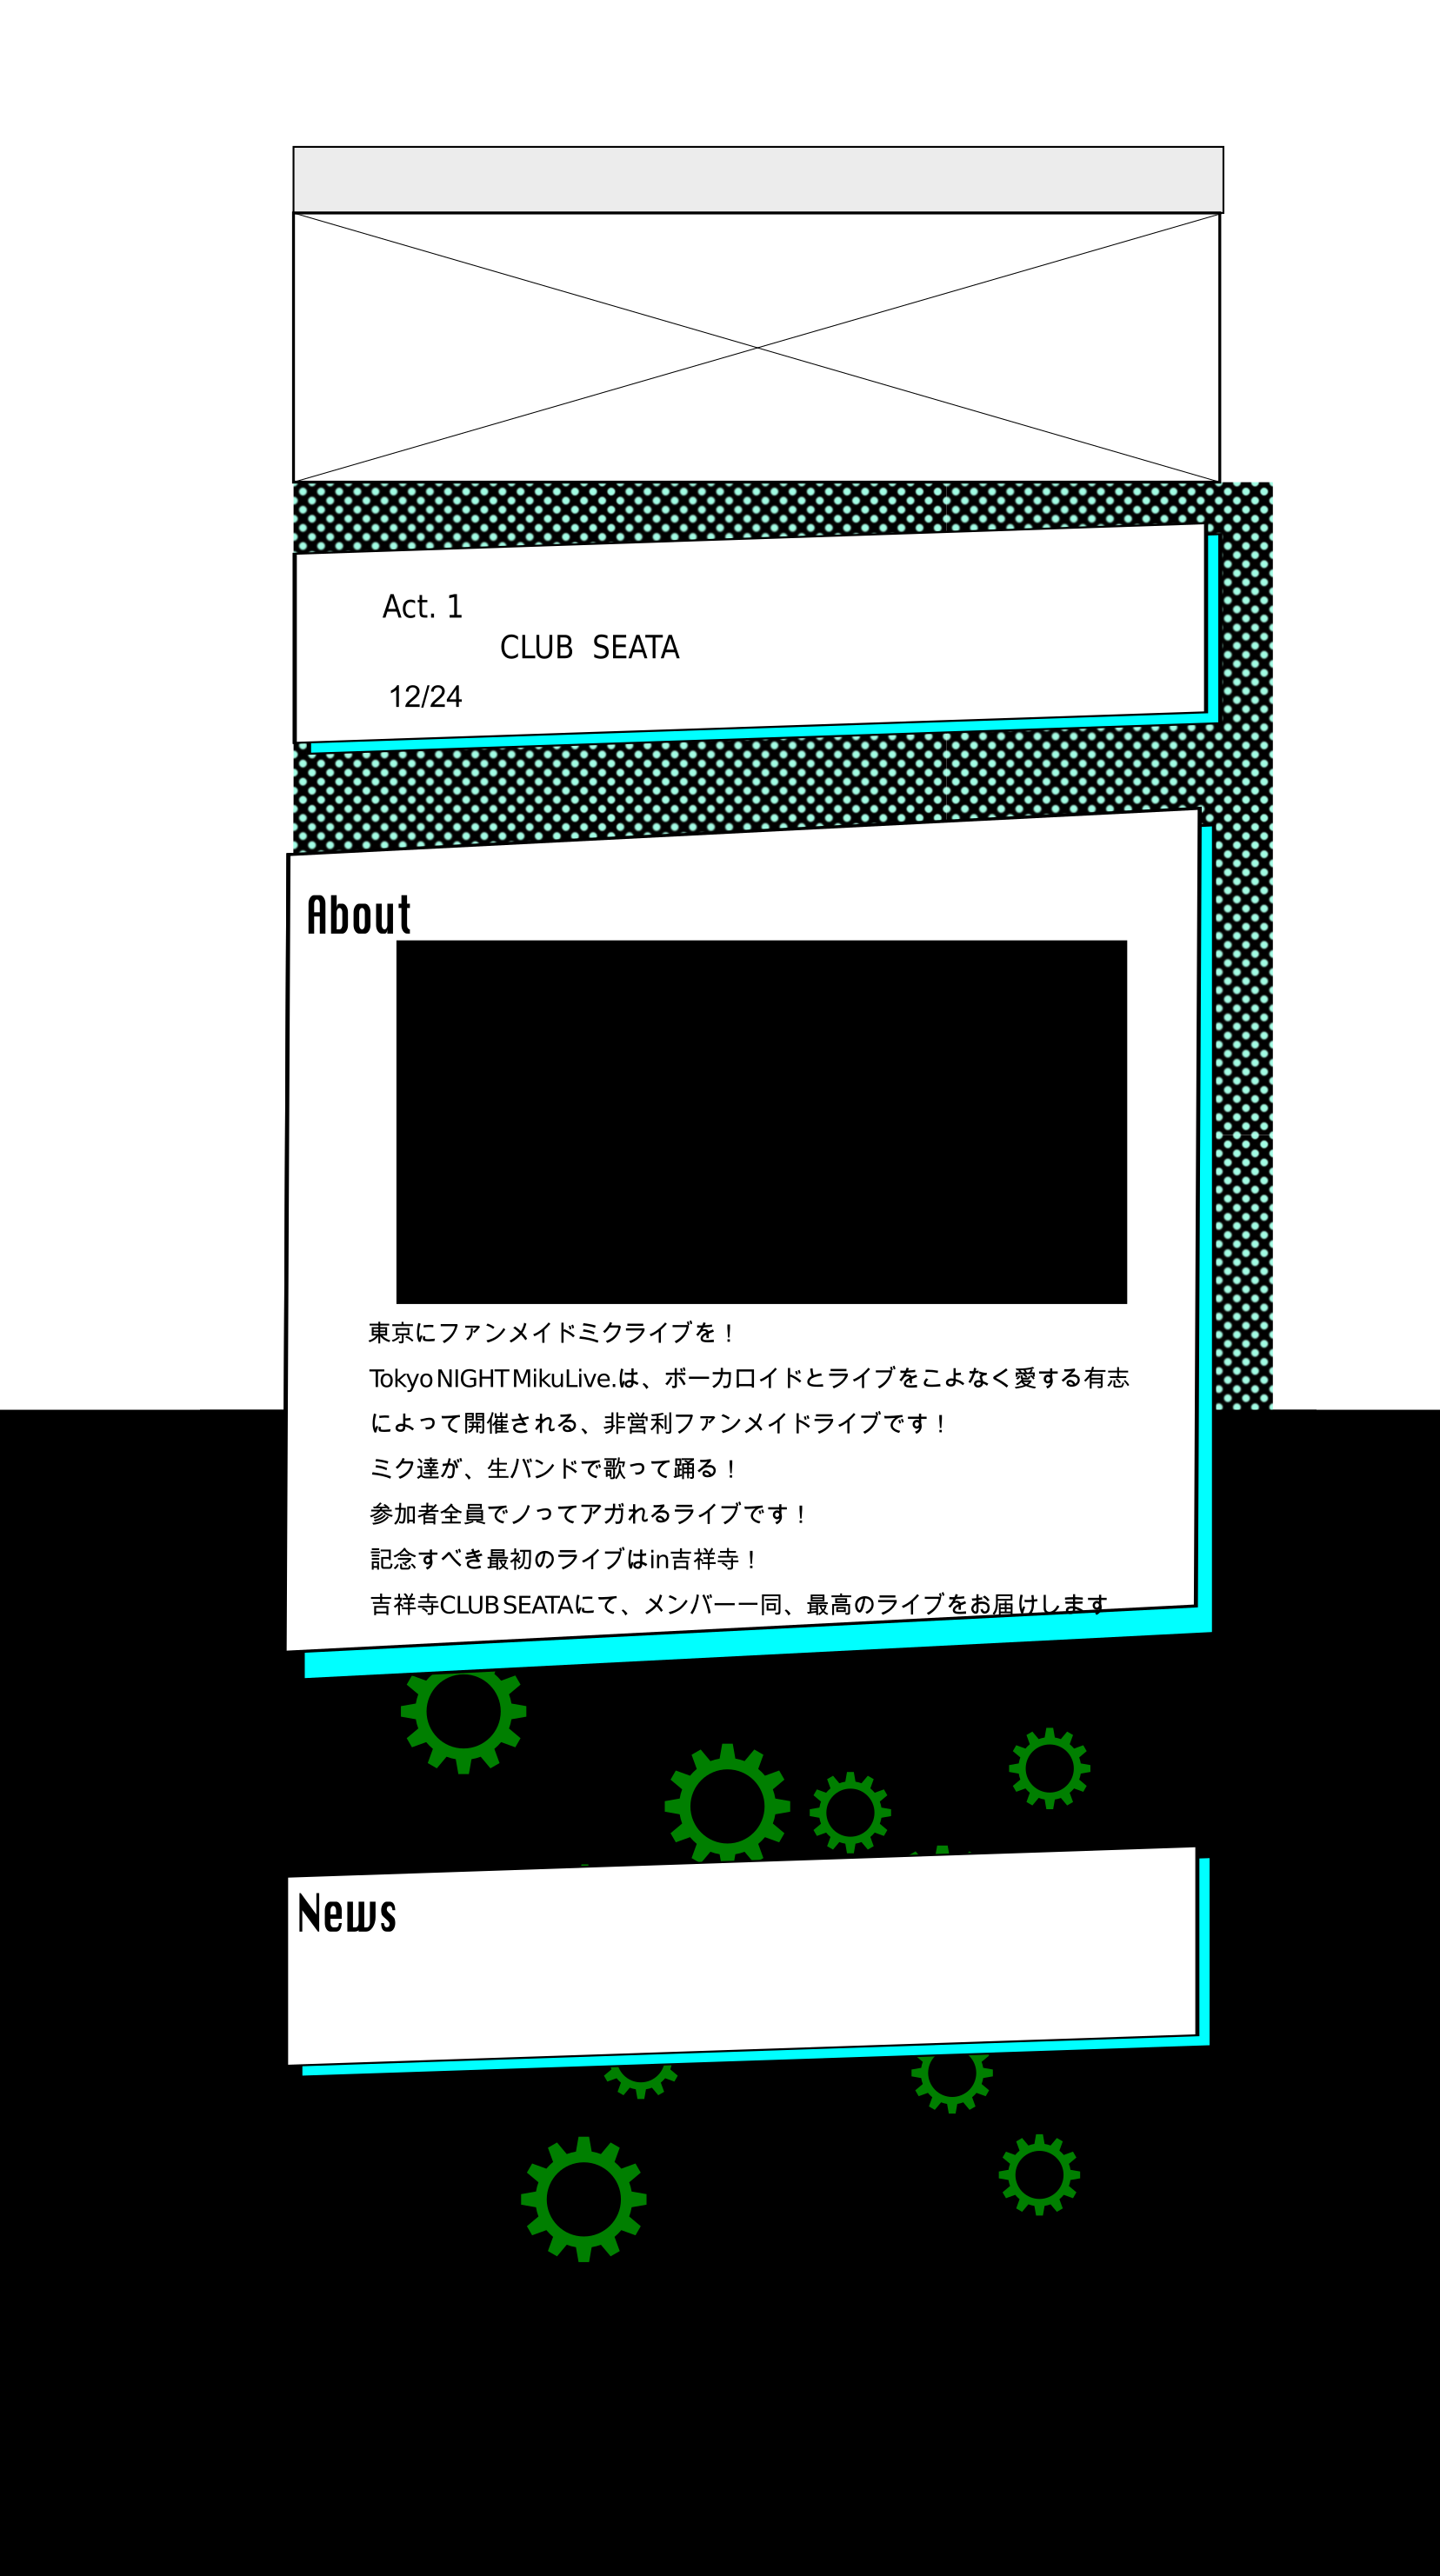 Act. 1
CLUB SEATA
12/24
About
東京にファンメイドミクライブを！
Tokyo NIGHT MikuLive.は、ボーカロイドとライブをこよなく愛する有志
によって開催される、非営利ファンメイドライブです！
ミク達が、生バンドで歌って踊る！
参加者全員でノってアガれるライブです！
記念すべき最初のライブはin吉祥寺！
吉祥寺CLUB SEATAにて、メンバー一同、最高のライブをお届けします
News